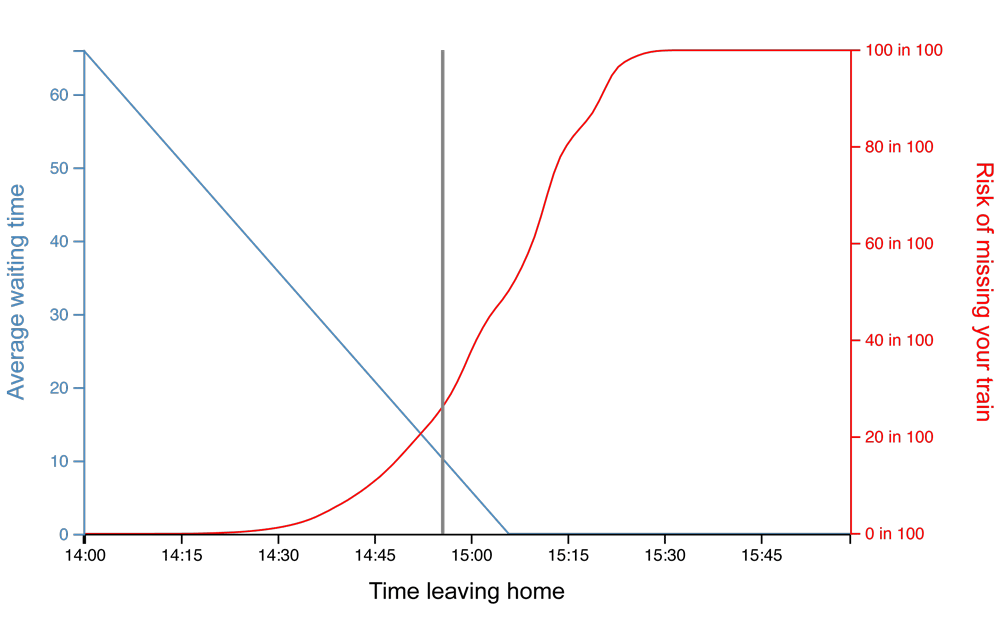 Average waiting time
60
50
40
30
20
10
0
14:00
14:15
14:30
14:45
15:00
15:15
15:30
15:45
Time leaving home
100 in 100
80 in 100
60 in 100
40 in 100
20 in 100
0 in 100
Risk of missing your train